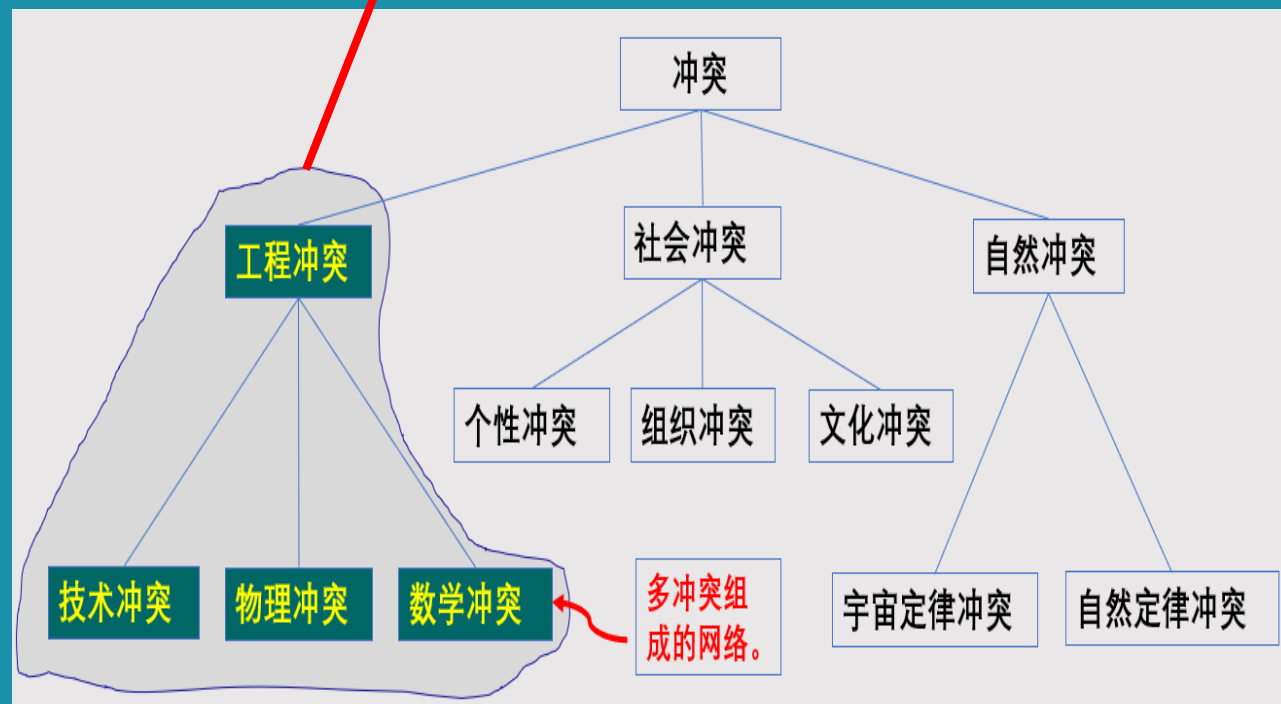 冲突
工程冲突
社会冲突
自然冲突
个性冲突
组织冲突
文化冲突
技术冲突
物理冲突
数学冲突
多冲突组
成的网络。
宇宙定律冲突
自然定律冲突